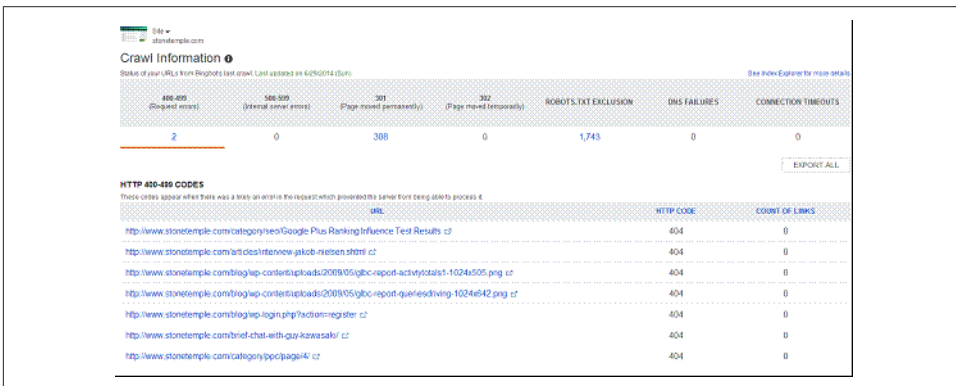 Site
stonetemple.com
Crawl Information
Status of your URLs from Bingbots last crawl. Last updated on 6/29/2014 (Sun)
See Index Explorer for more details
400-499 (Request errors)
500-599 (Internal server errors)
301 (Page moved permanently)
302 (Page moved temporarily)
ROBOTS.TXT EXCLUSION
DNS FAILURES
CONNECTION TIMEOUTS
2 0 308 0 1,743 0 0
EXPORT ALL
HTTP 400-499 CODES
These codes appear when there was a likely an error in the request which prevented the server from being able to process it.
URL HTTP CODE COUNT OF LINKS
http://www.stonetemple.com/category/seo/Google Plus Ranking Influence Test Results 404 0
http://www.stonetemple.com/articles/interview-jakob-nielsen.shtml 404 0
http://www.stonetemple.com/blog/wp-content/uploads/2009/05/glbc-report-activtytotals1-1024x505.png 404 0
http://www.stonetemple.com/blog/wp-content/uploads/2009/05/glbc-report-queriesdriving-1024x642.png 404 0
http://www.stonetemple.com/blog/wp-login.php?action=register 404 0
http://www.stonetemple.com/brief-chat-with-guy-kawasaki/ 404 0
http://www.stonetemple.com/category/ppc/page/4/ 404 0